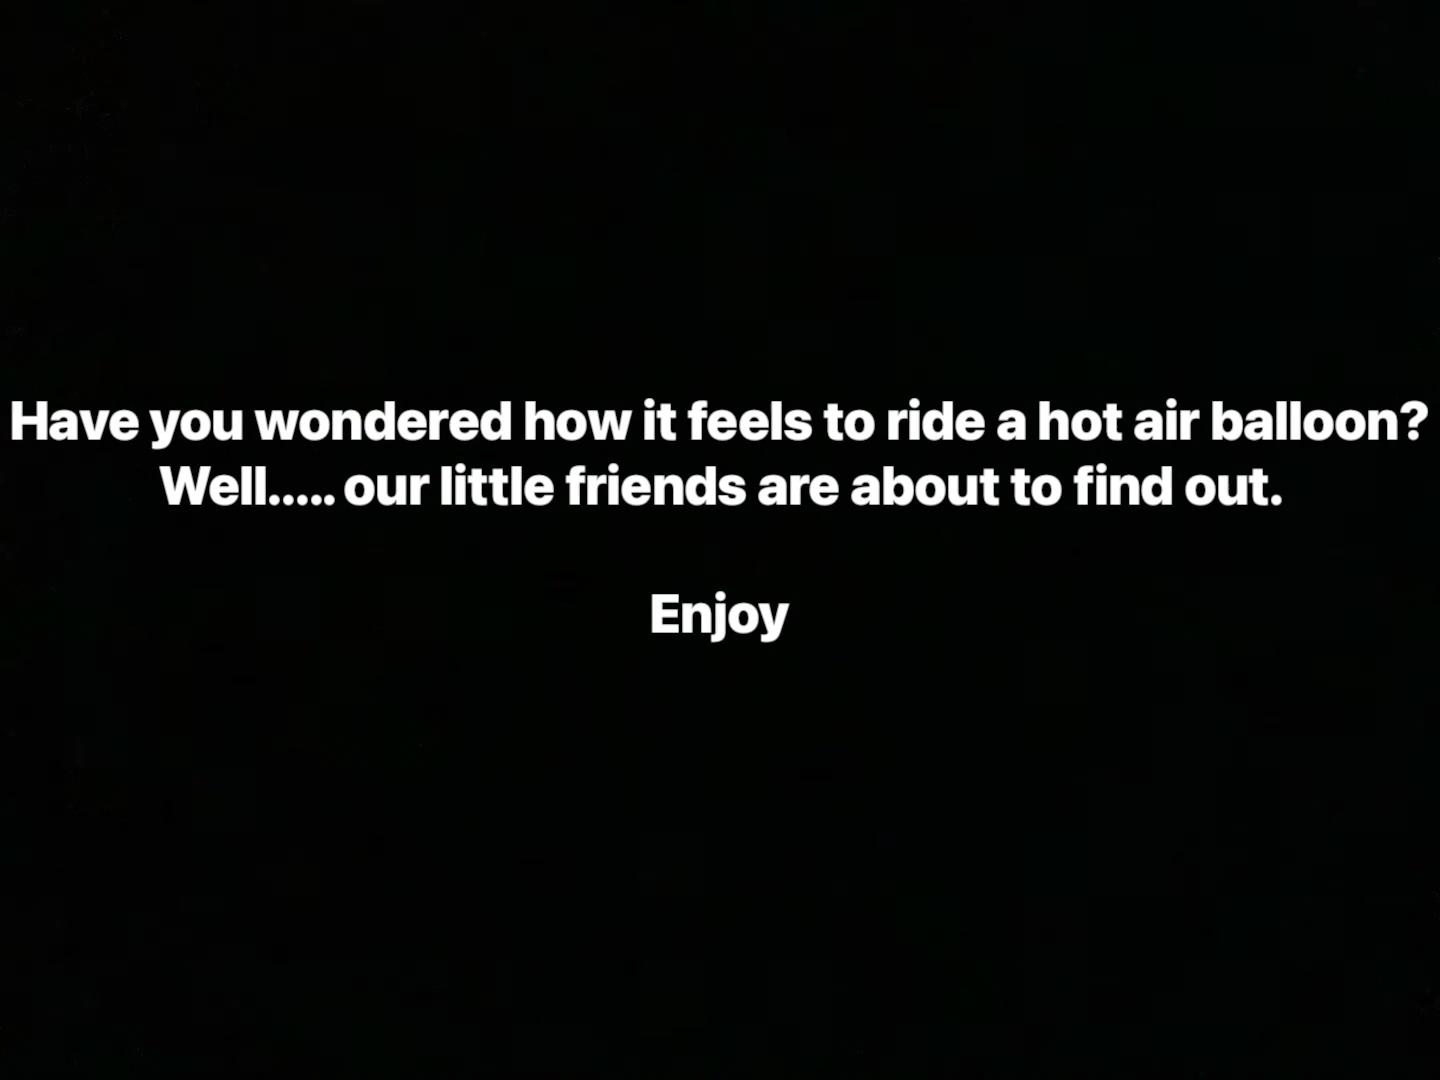 Have you wondered how it feels to ride a hot air balloon?
Well..... our little friends are about to find out.
Enjoy